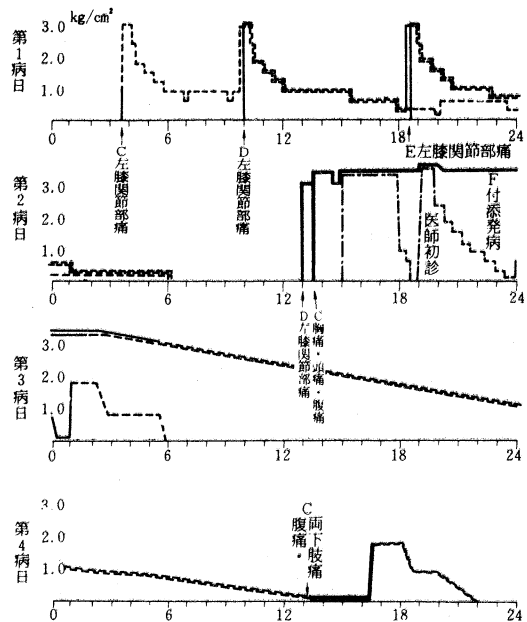 kg/cm²
第1病日
3.0
2.0
1.0
0 6 12 18 24
C左膝関節部痛
D左膝関節部痛
E左膝関節部痛
第2病日
3.0
2.0
1.0
医師初診
F付添発病
0 6 12 18 24
D左膝関節部痛
C胸痛・頭痛・腹痛
第3病日
3.0
2.0
1.0
0 6 12 18 24
第4病日
3.0
2.0
1.0
C両下肢痛
腹痛・
0 6 12 18 24